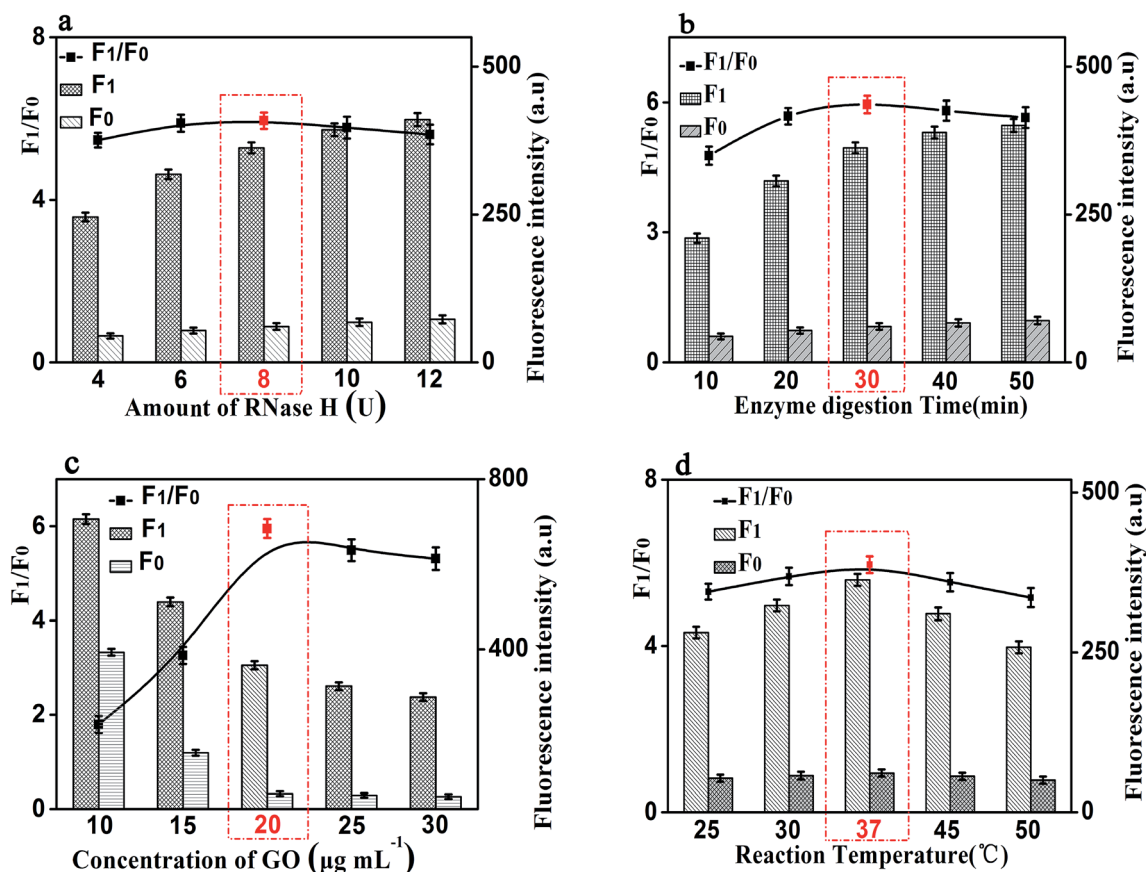 a
8
4
0
F1/F0
F1/F0
F1
F0
500
250
0
Fluorescence intensity (a.u)
4 6 8 10 12
Amount of RNase H (U)
b
6
3
0
F1/F0
F1/F0
F1
F0
500
250
0
Fluorescence intensity (a.u)
10 20 30 40 50
Enzyme digestion Time(min)
c
6
4
2
0
F1/F0
F1/F0
F1
F0
800
400
0
Fluorescence intensity (a.u)
10 15 20 25 30
Concentration of GO (μg mL⁻¹)
d
8
4
0
F1/F0
F1/F0
F1
F0
500
250
0
Fluorescence intensity (a.u)
25 30 37 45 50
Reaction Temperature(℃)